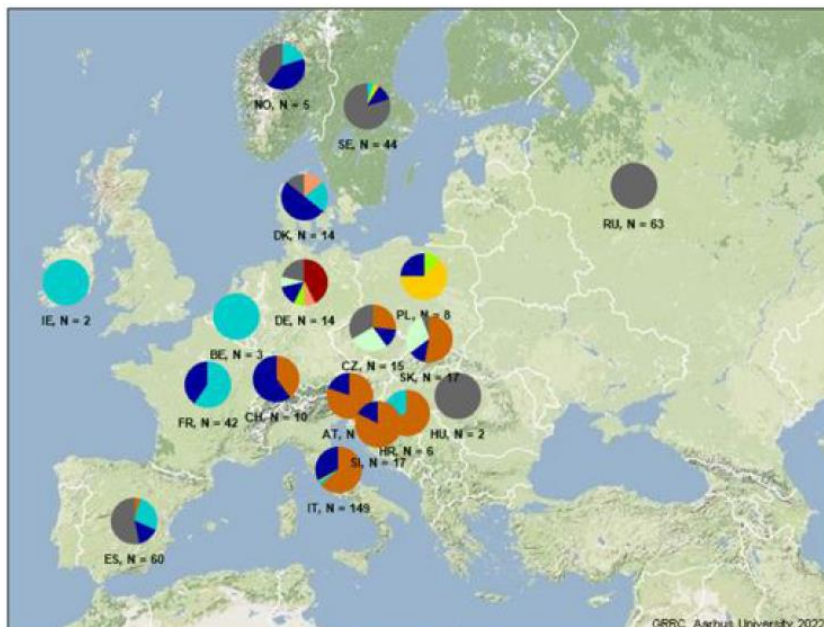 NO, N = 5
SE, N = 44
RU, N = 63
DK, N = 14
IE, N = 2
DE, N = 14
PL, N = 8
BE, N = 3
CZ, N = 15
SK, N = 17
FR, N = 42
CH, N = 10
AT, N
HU, N = 2
HR, N = 6
SI, N = 17
IT, N = 149
ES, N = 60
GRRC, Aarhus University 2022